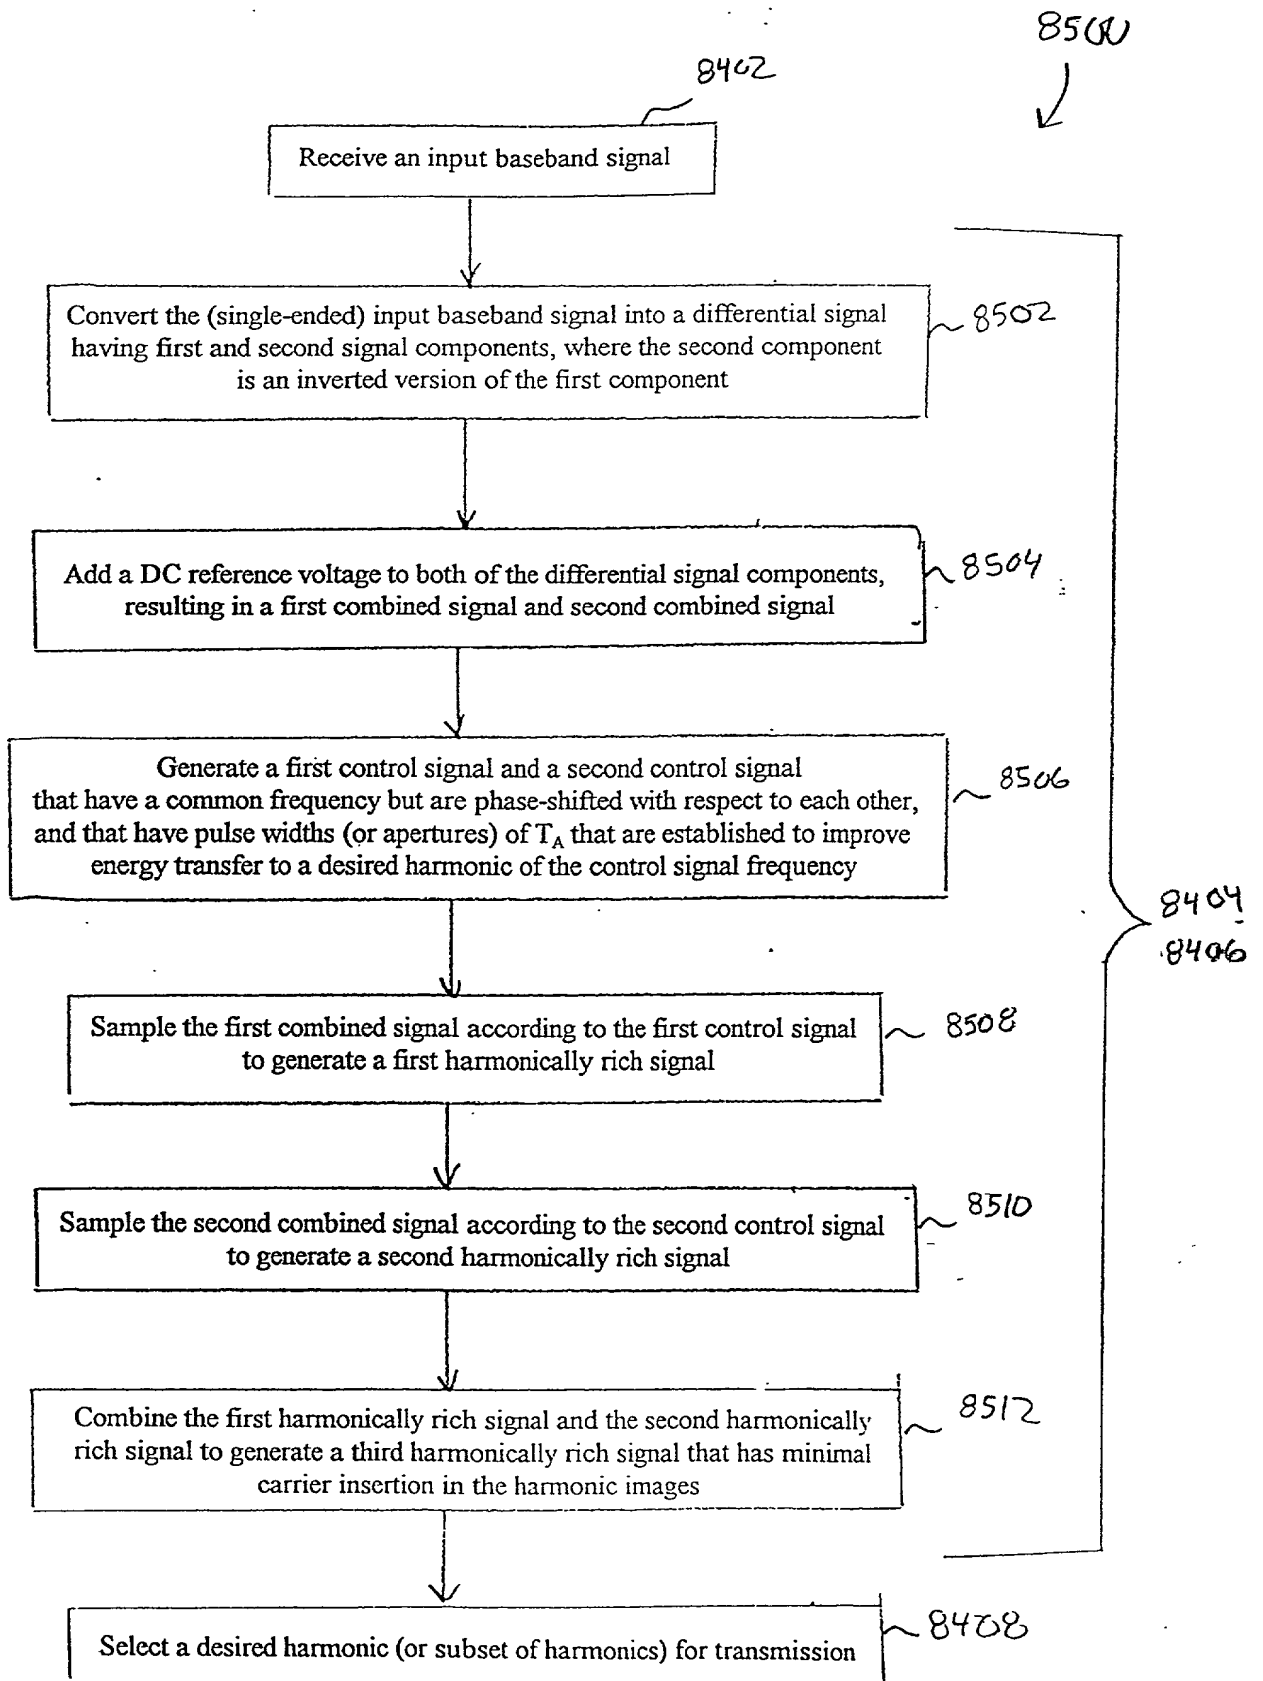 8500
8402
Receive an input baseband signal
Convert the (single-ended) input baseband signal into a differential signal
having first and second signal components, where the second component
is an inverted version of the first component
8502
Add a DC reference voltage to both of the differential signal components,
resulting in a first combined signal and second combined signal
8504
Generate a first control signal and a second control signal
that have a common frequency but are phase-shifted with respect to each other,
and that have pulse widths (or apertures) of TA that are established to improve
energy transfer to a desired harmonic of the control signal frequency
8506
8404
8406
Sample the first combined signal according to the first control signal
to generate a first harmonically rich signal
8508
Sample the second combined signal according to the second control signal
to generate a second harmonically rich signal
8510
Combine the first harmonically rich signal and the second harmonically
rich signal to generate a third harmonically rich signal that has minimal
carrier insertion in the harmonic images
8512
Select a desired harmonic (or subset of harmonics) for transmission
8408